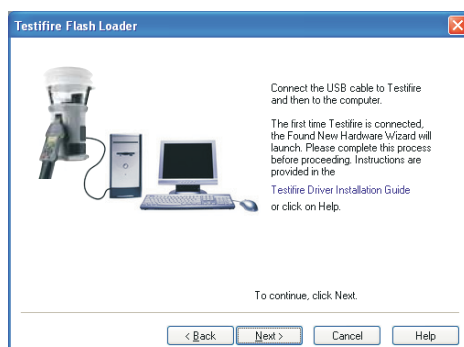 Testifire Flash Loader
Connect the USB cable to Testifire
and then to the computer.
The first time Testifire is connected,
the Found New Hardware Wizard will
launch. Please complete this process
before proceeding. Instructions are
provided in the
Testifire Driver Installation Guide
or click on Help.
To continue, click Next.
< Back
Next >
Cancel
Help